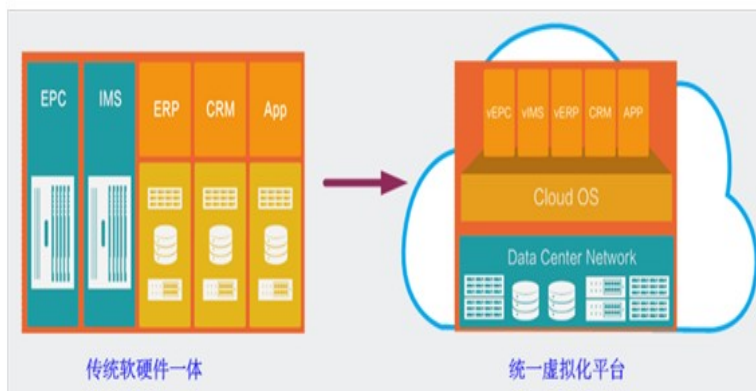 EPC IMS ERP CRM App
vEPC vIMS vERP CRM APP
Cloud OS
Data Center Network
传统软硬件一体
统一虚拟化平台